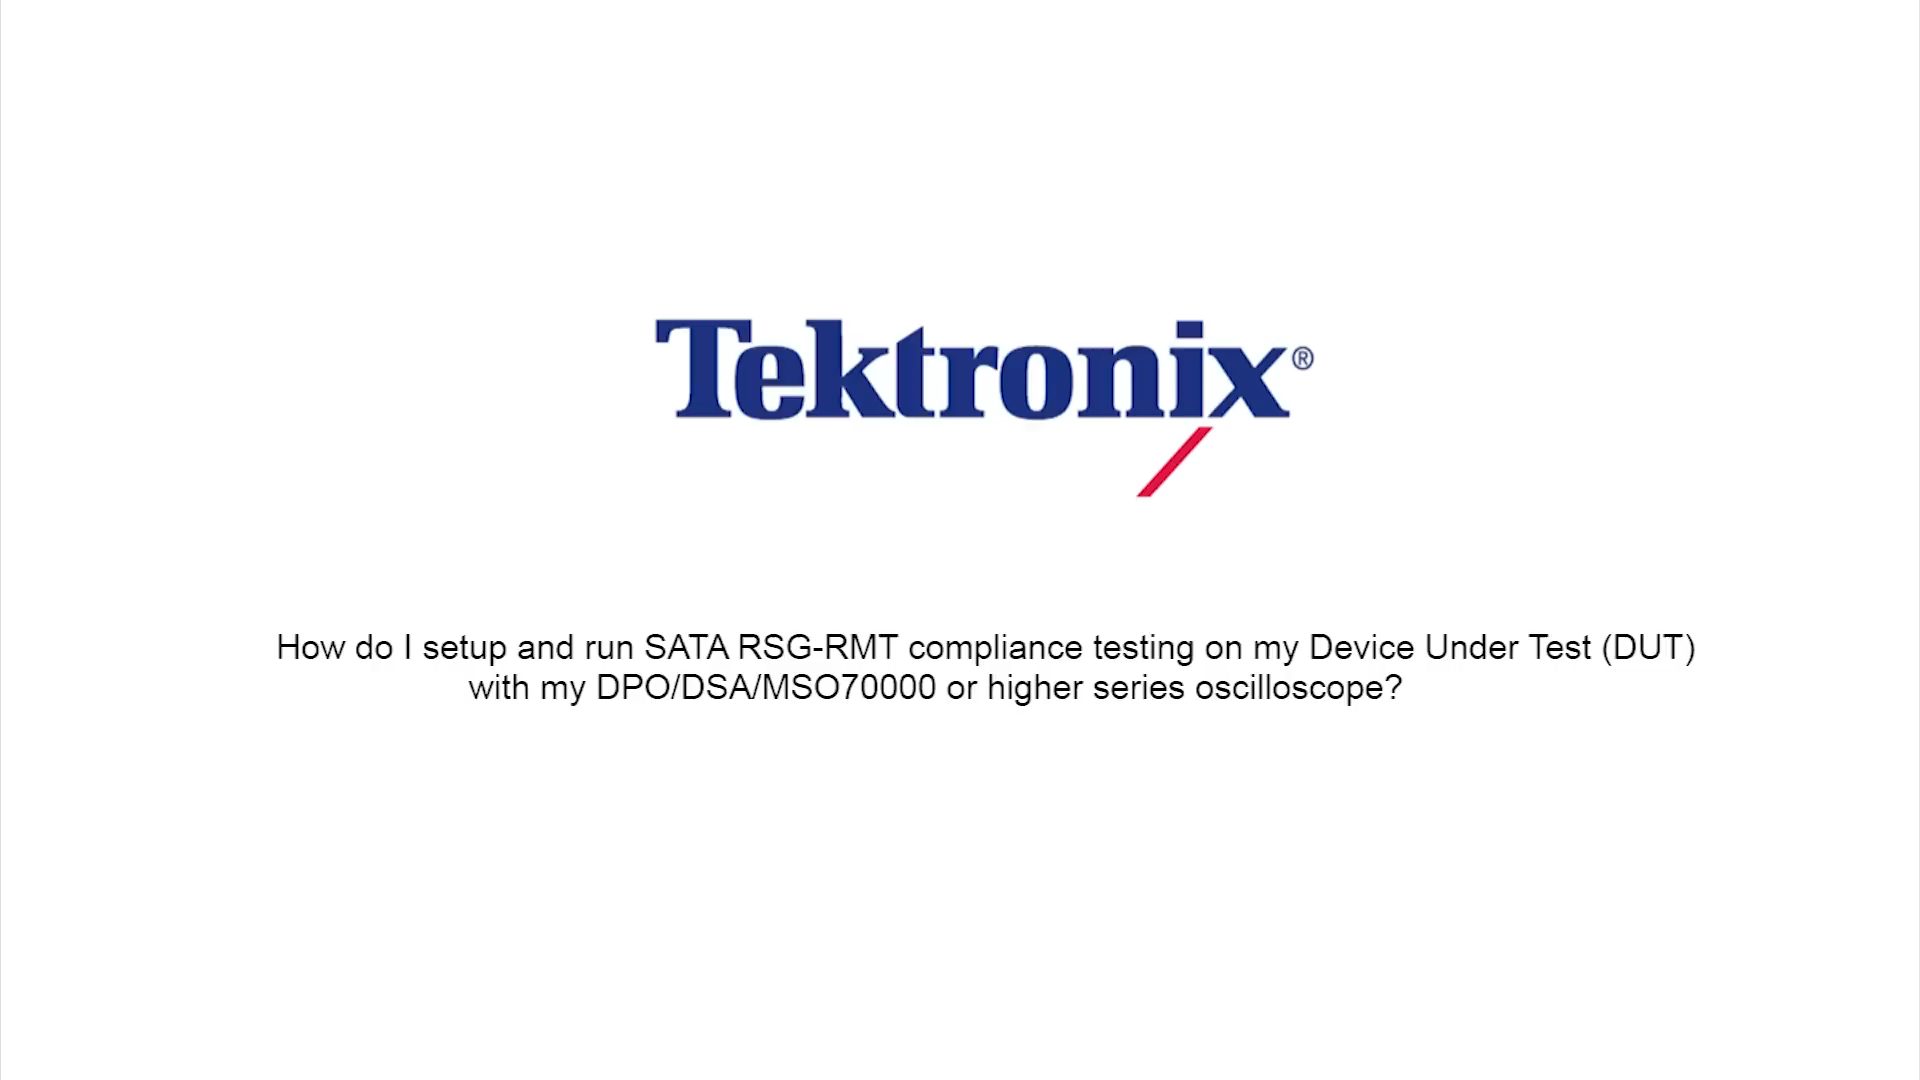 Tektronix®
How do I setup and run SATA RSG-RMT compliance testing on my Device Under Test (DUT)
with my DPO/DSA/MSO70000 or higher series oscilloscope?